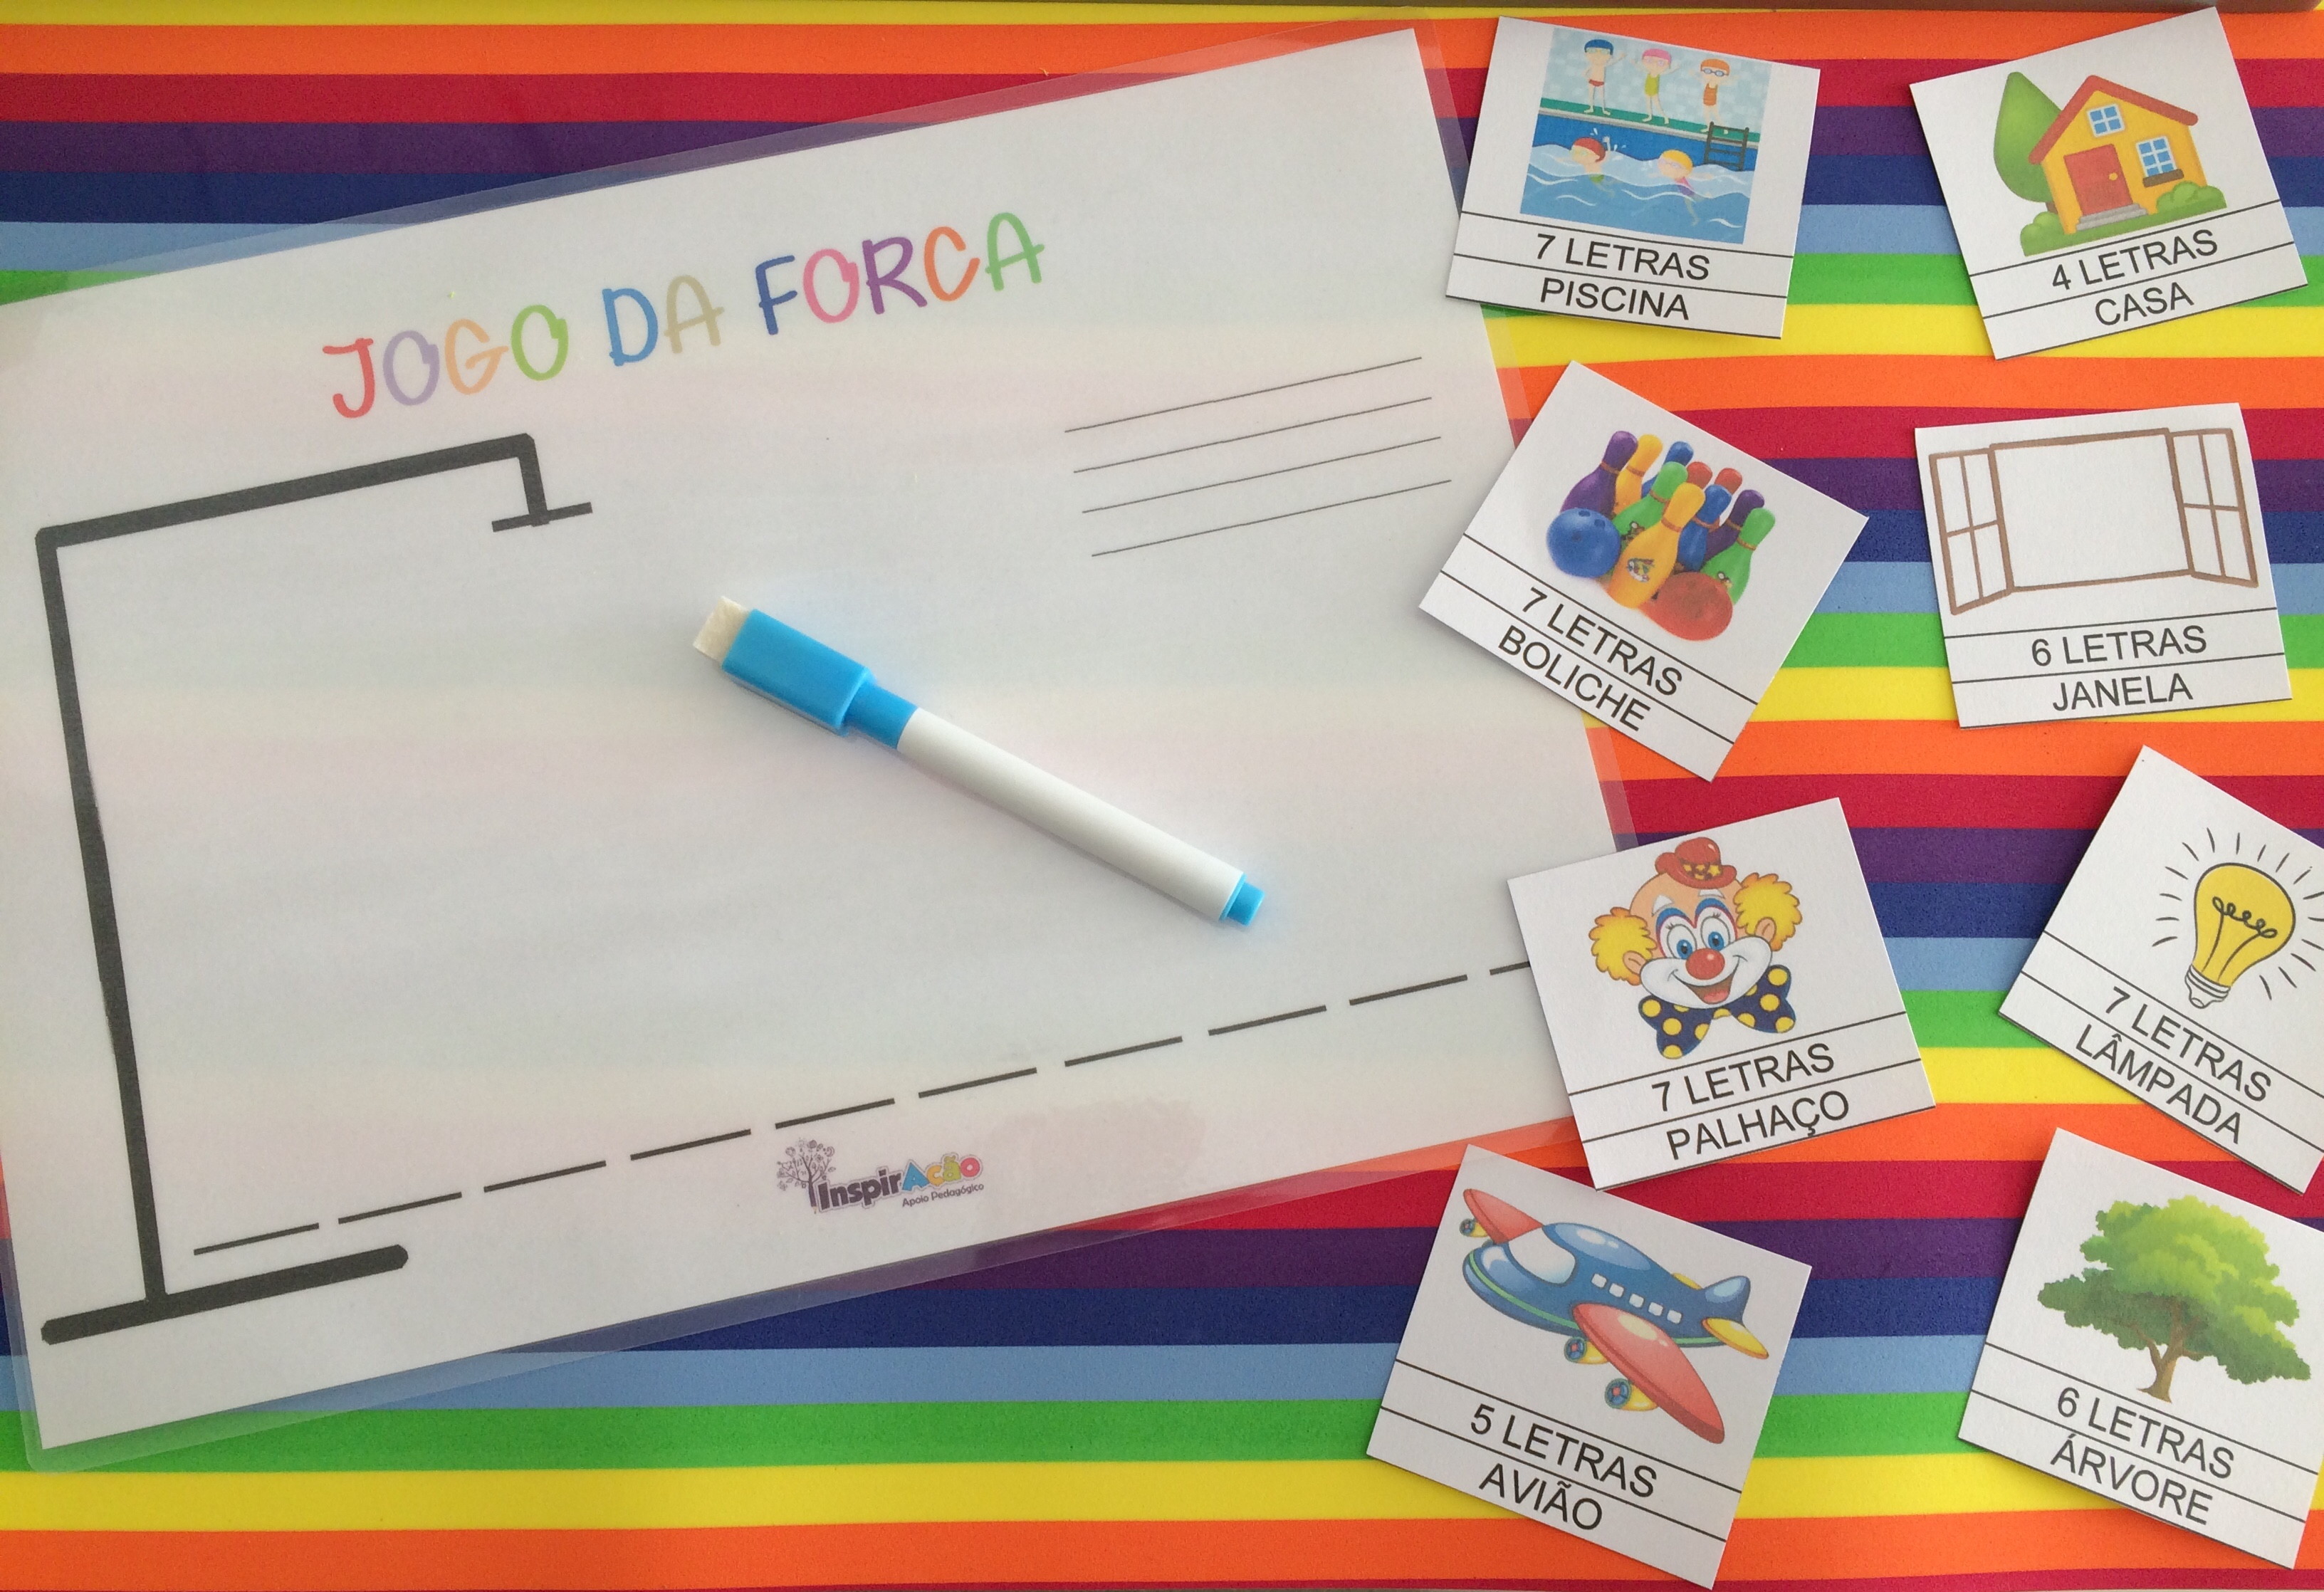 JOGO DA FORCA
InspirAção
Apoio Pedagógico
7 LETRAS
PISCINA
4 LETRAS
CASA
7 LETRAS
BOLICHE
6 LETRAS
JANELA
7 LETRAS
PALHAÇO
7 LETRAS
LÂMPADA
5 LETRAS
AVIÃO
6 LETRAS
ÁRVORE